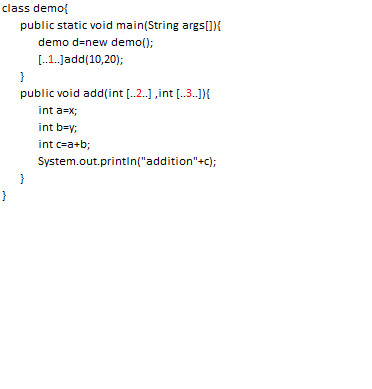 class demo{
public static void main(String args[]){
demo d=new demo();
[..1..]add(10,20);
}
public void add(int [..2..] ,int [..3..]){
int a=x;
int b=y;
int c=a+b;
System.out.println("addition"+c);
}
}